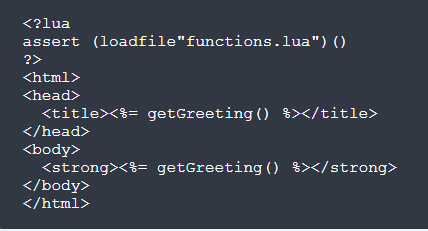 <?lua
assert (loadfile"functions.lua")()
?>
<html>
<head>
  <title><%= getGreeting() %></title>
</head>
<body>
  <strong><%= getGreeting() %></strong>
</body>
</html>